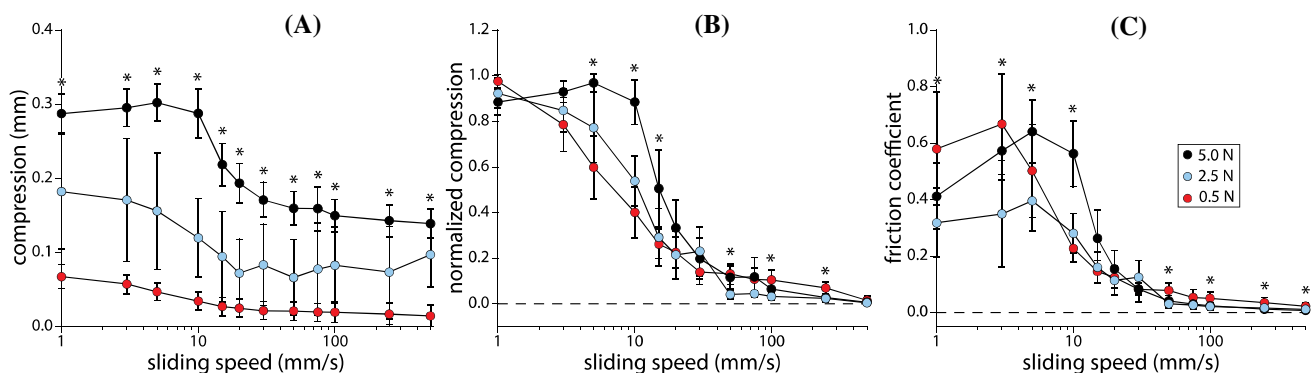 (A)
(B)
(C)
compression (mm)
0.4
0.3
0.2
0.1
0.0
* * * * * * * * * * * *
1 10 100
sliding speed (mm/s)
normalized compression
1.2
1.0
0.8
0.6
0.4
0.2
0.0
* * * * * *
1 10 100
sliding speed (mm/s)
friction coefficient
1.0
0.8
0.6
0.4
0.2
0.0
* * * * * * * *
1 10 100
sliding speed (mm/s)
5.0 N
2.5 N
0.5 N